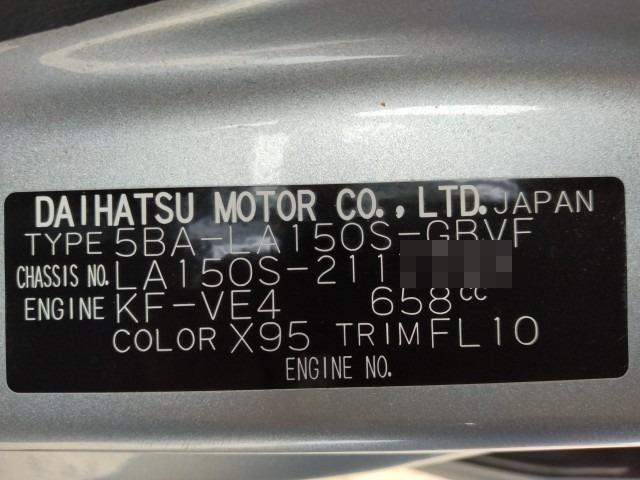 DAIHATSU MOTOR CO., LTD. JAPAN
TYPE 5BA-LA150S-GBVF
CHASSIS NO. LA150S-211
ENGINE KF-VE4 658cc
COLOR X95 TRIM FL10
ENGINE NO.